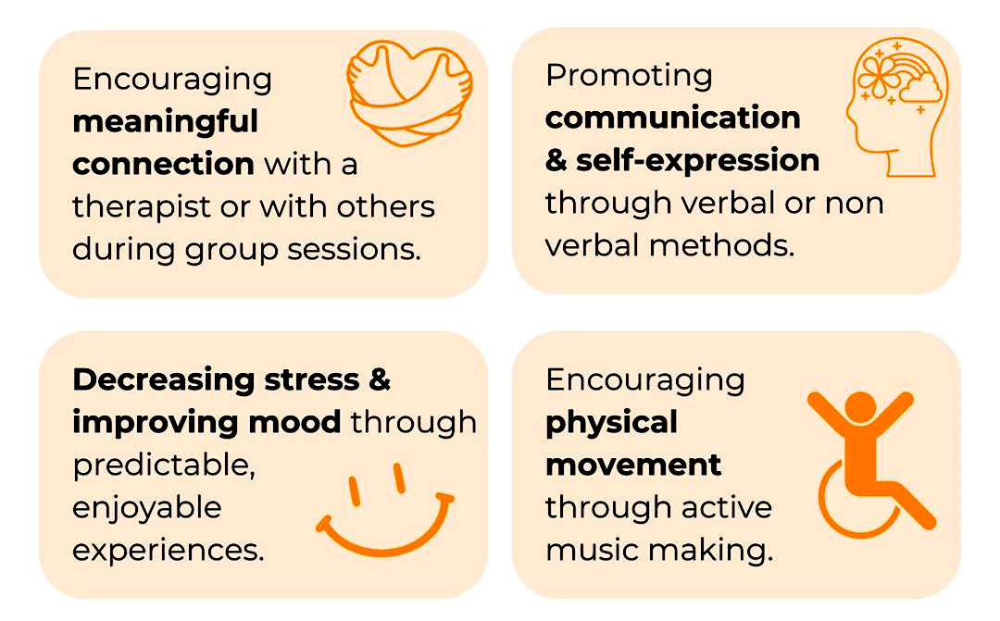 Encouraging
meaningful
connection with a
therapist or with others
during group sessions.
Promoting
communication
& self-expression
through verbal or non
verbal methods.
Decreasing stress &
improving mood through
predictable,
enjoyable
experiences.
Encouraging
physical
movement
through active
music making.